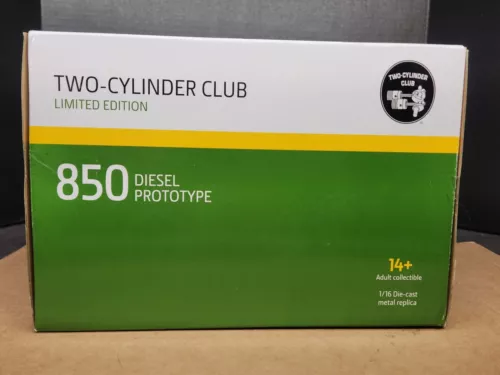 TWO-CYLINDER CLUB
LIMITED EDITION
TWO-CYLINDER
CLUB
850 DIESEL
PROTOTYPE
14+
Adult collectible
1/16 Die-cast
metal replica